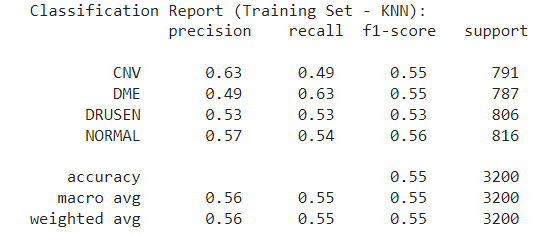 Classification Report (Training Set - KNN):
precision recall f1-score support
CNV 0.63 0.49 0.55 791
DME 0.49 0.63 0.55 787
DRUSEN 0.53 0.53 0.53 806
NORMAL 0.57 0.54 0.56 816
accuracy 0.55 3200
macro avg 0.56 0.55 0.55 3200
weighted avg 0.56 0.55 0.55 3200